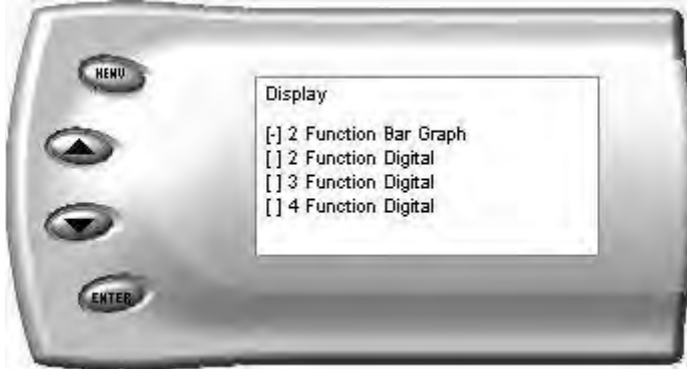 MENU
Display
[-] 2 Function Bar Graph
[ ] 2 Function Digital
[ ] 3 Function Digital
[ ] 4 Function Digital
ENTER